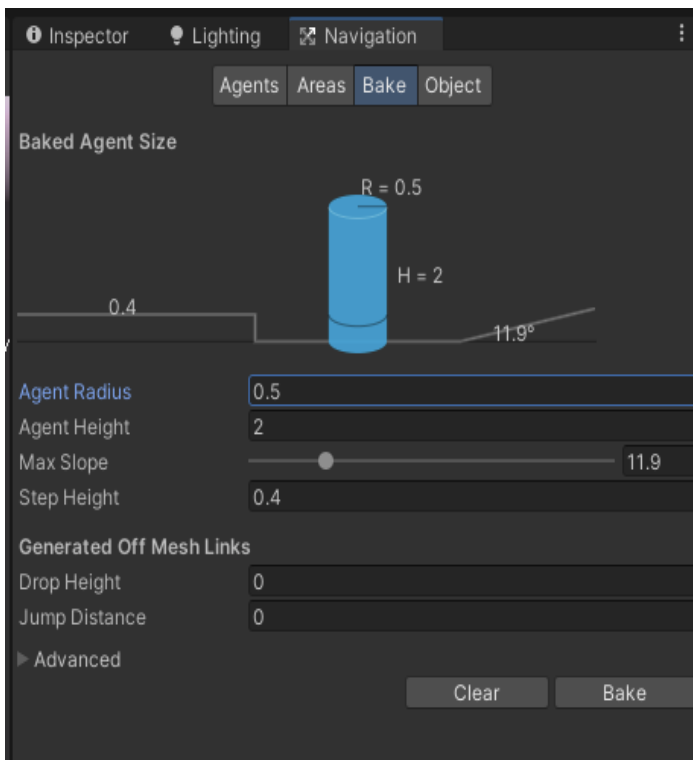 Inspector Lighting Navigation
Agents Areas Bake Object
Baked Agent Size
R = 0.5
H = 2
0.4
11.9°
Agent Radius 0.5
Agent Height 2
Max Slope 11.9
Step Height 0.4
Generated Off Mesh Links
Drop Height 0
Jump Distance 0
Advanced
Clear Bake